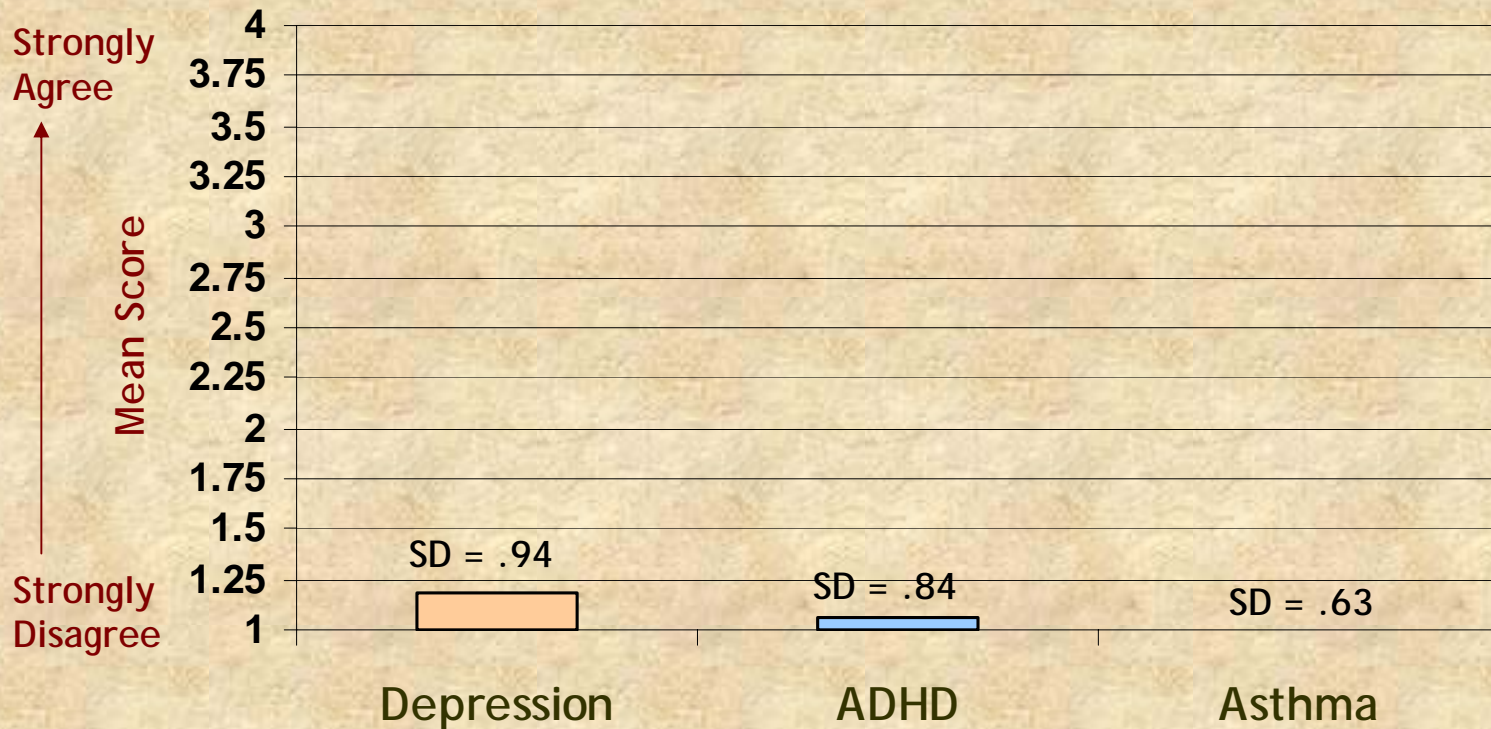 Strongly
Agree
Mean Score
Strongly
Disagree
4
3.75
3.5
3.25
3
2.75
2.5
2.25
2
1.75
1.5
1.25
1
SD = .94
SD = .84
SD = .63
Depression
ADHD
Asthma